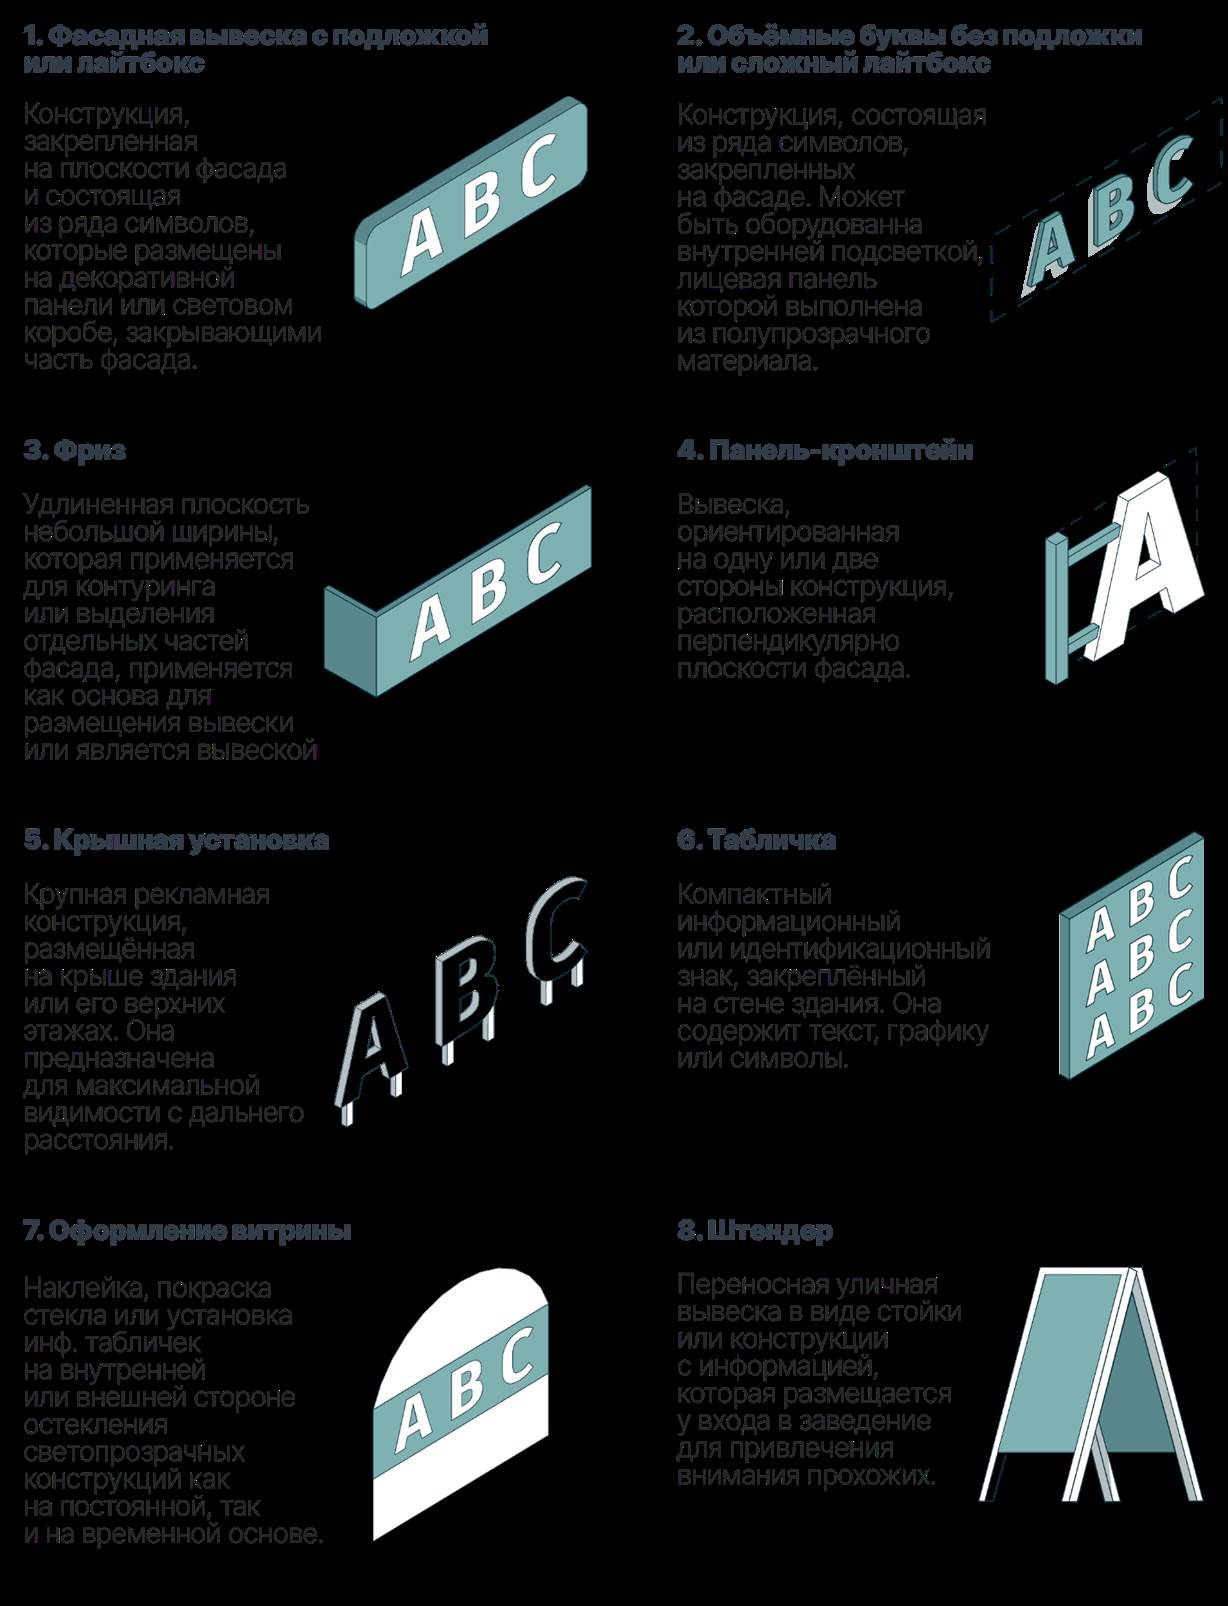 1. Фасадная вывеска с подложкой
или лайтбокс
Конструкция,
закрепленная
на плоскости фасада
и состоящая
из ряда символов,
которые размещены
на декоративной
панели или световом
коробе, закрывающими
часть фасада.
ABC
2. Объёмные буквы без подложки
или сложный лайтбокс
Конструкция, состоящая
из ряда символов,
закрепленных
на фасаде. Может
быть оборудованна
внутренней подсветкой,
лицевая панель
которой выполнена
из полупрозрачного
материала.
ABC
3. Фриз
Удлиненная плоскость
небольшой ширины,
которая применяется
для контуринга
или выделения
отдельных частей
фасада, применяется
как основа для
размещения вывески
или является вывеской
ABC
4. Панель-кронштейн
Вывеска,
ориентированная
на одну или две
стороны конструкция,
расположенная
перпендикулярно
плоскости фасада.
A
5. Крышная установка
Крупная рекламная
конструкция,
размещённая
на крыше здания
или его верхних
этажах. Она
предназначена
для максимальной
видимости с дальнего
расстояния.
ABC
6. Табличка
Компактный
информационный
или идентификационный
знак, закреплённый
на стене здания. Она
содержит текст, графику
или символы.
ABC
ABC
ABC
7. Оформление витрины
Наклейка, покраска
стекла или установка
инф. табличек
на внутренней
или внешней стороне
остекления
светопрозрачных
конструкций как
на постоянной, так
и на временной основе.
ABC
8. Штендер
Переносная уличная
вывеска в виде стойки
или конструкции
с информацией,
которая размещается
у входа в заведение
для привлечения
внимания прохожих.